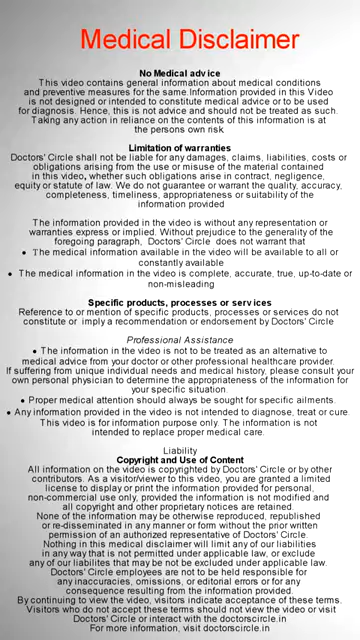 Medical Disclaimer
No Medical advice
This video contains general information about medical conditions
and preventive measures for the same.Information provided in this Video
is not designed or intended to constitute medical advice or to be used
for diagnosis. Hence, this is not advice and should not be treated as such.
Taking any action in reliance on the contents of this information is at
the persons own risk.
Limitation of warranties
Doctors' Circle shall not be liable for any damages, claims, liabilities, costs or
obligations arising from the use or misuse of the material contained
in this video, whether such obligations arise in contract, negligence,
equity or statute of law. We do not guarantee or warrant the quality, accuracy,
completeness, timeliness, appropriateness or suitability of the
information provided
The information provided in the video is without any representation or
warranties express or implied. Without prejudice to the generality of the
foregoing paragraph, Doctors' Circle does not warrant that
• The medical information available in the video will be available to all or
constantly available
• The medical information in the video is complete, accurate, true, up-to-date or
non-misleading
Specific products, processes or services
Reference to or mention of specific products, processes or services do not
constitute or imply a recommendation or endorsement by Doctors' Circle
Professional Assistance
• The information in the video is not to be treated as an alternative to
medical advice from your doctor or other professional healthcare provider.
If suffering from unique individual needs and medical history, please consult your
own personal physician to determine the appropriateness of the information for
your specific situation.
• Proper medical attention should always be sought for specific ailments.
• Any information provided in the video is not intended to diagnose, treat or cure.
This video is for information purpose only. The information is not
intended to replace proper medical care.
Liability
Copyright and Use of Content
All information on the video is copyrighted by Doctors' Circle or by other
contributors. As a visitor/viewer to this video, you are granted a limited
license to display or print the information provided for personal,
non-commercial use only, provided the information is not modified and
all copyright and other proprietary notices are retained.
None of the information may be otherwise reproduced, republished
or re-disseminated in any manner or form without the prior written
permission of an authorized representative of Doctors' Circle.
Nothing in this medical disclaimer will limit any of our liabilities
in any way that is not permitted under applicable law, or exclude
any of our liabilites that may be not be excluded under applicable law.
Doctors' Circle employees are not to be held responsible for
any inaccuracies, omissions, or editorial errors or for any
consequence resulting from the information provided.
By continuing to view the video, visitors indicate acceptance of these terms.
Visitors who do not accept these terms should not view the video or visit
Doctors' Circle or interact with the doctorscircle.in
For more information, visit doctorscircle.in